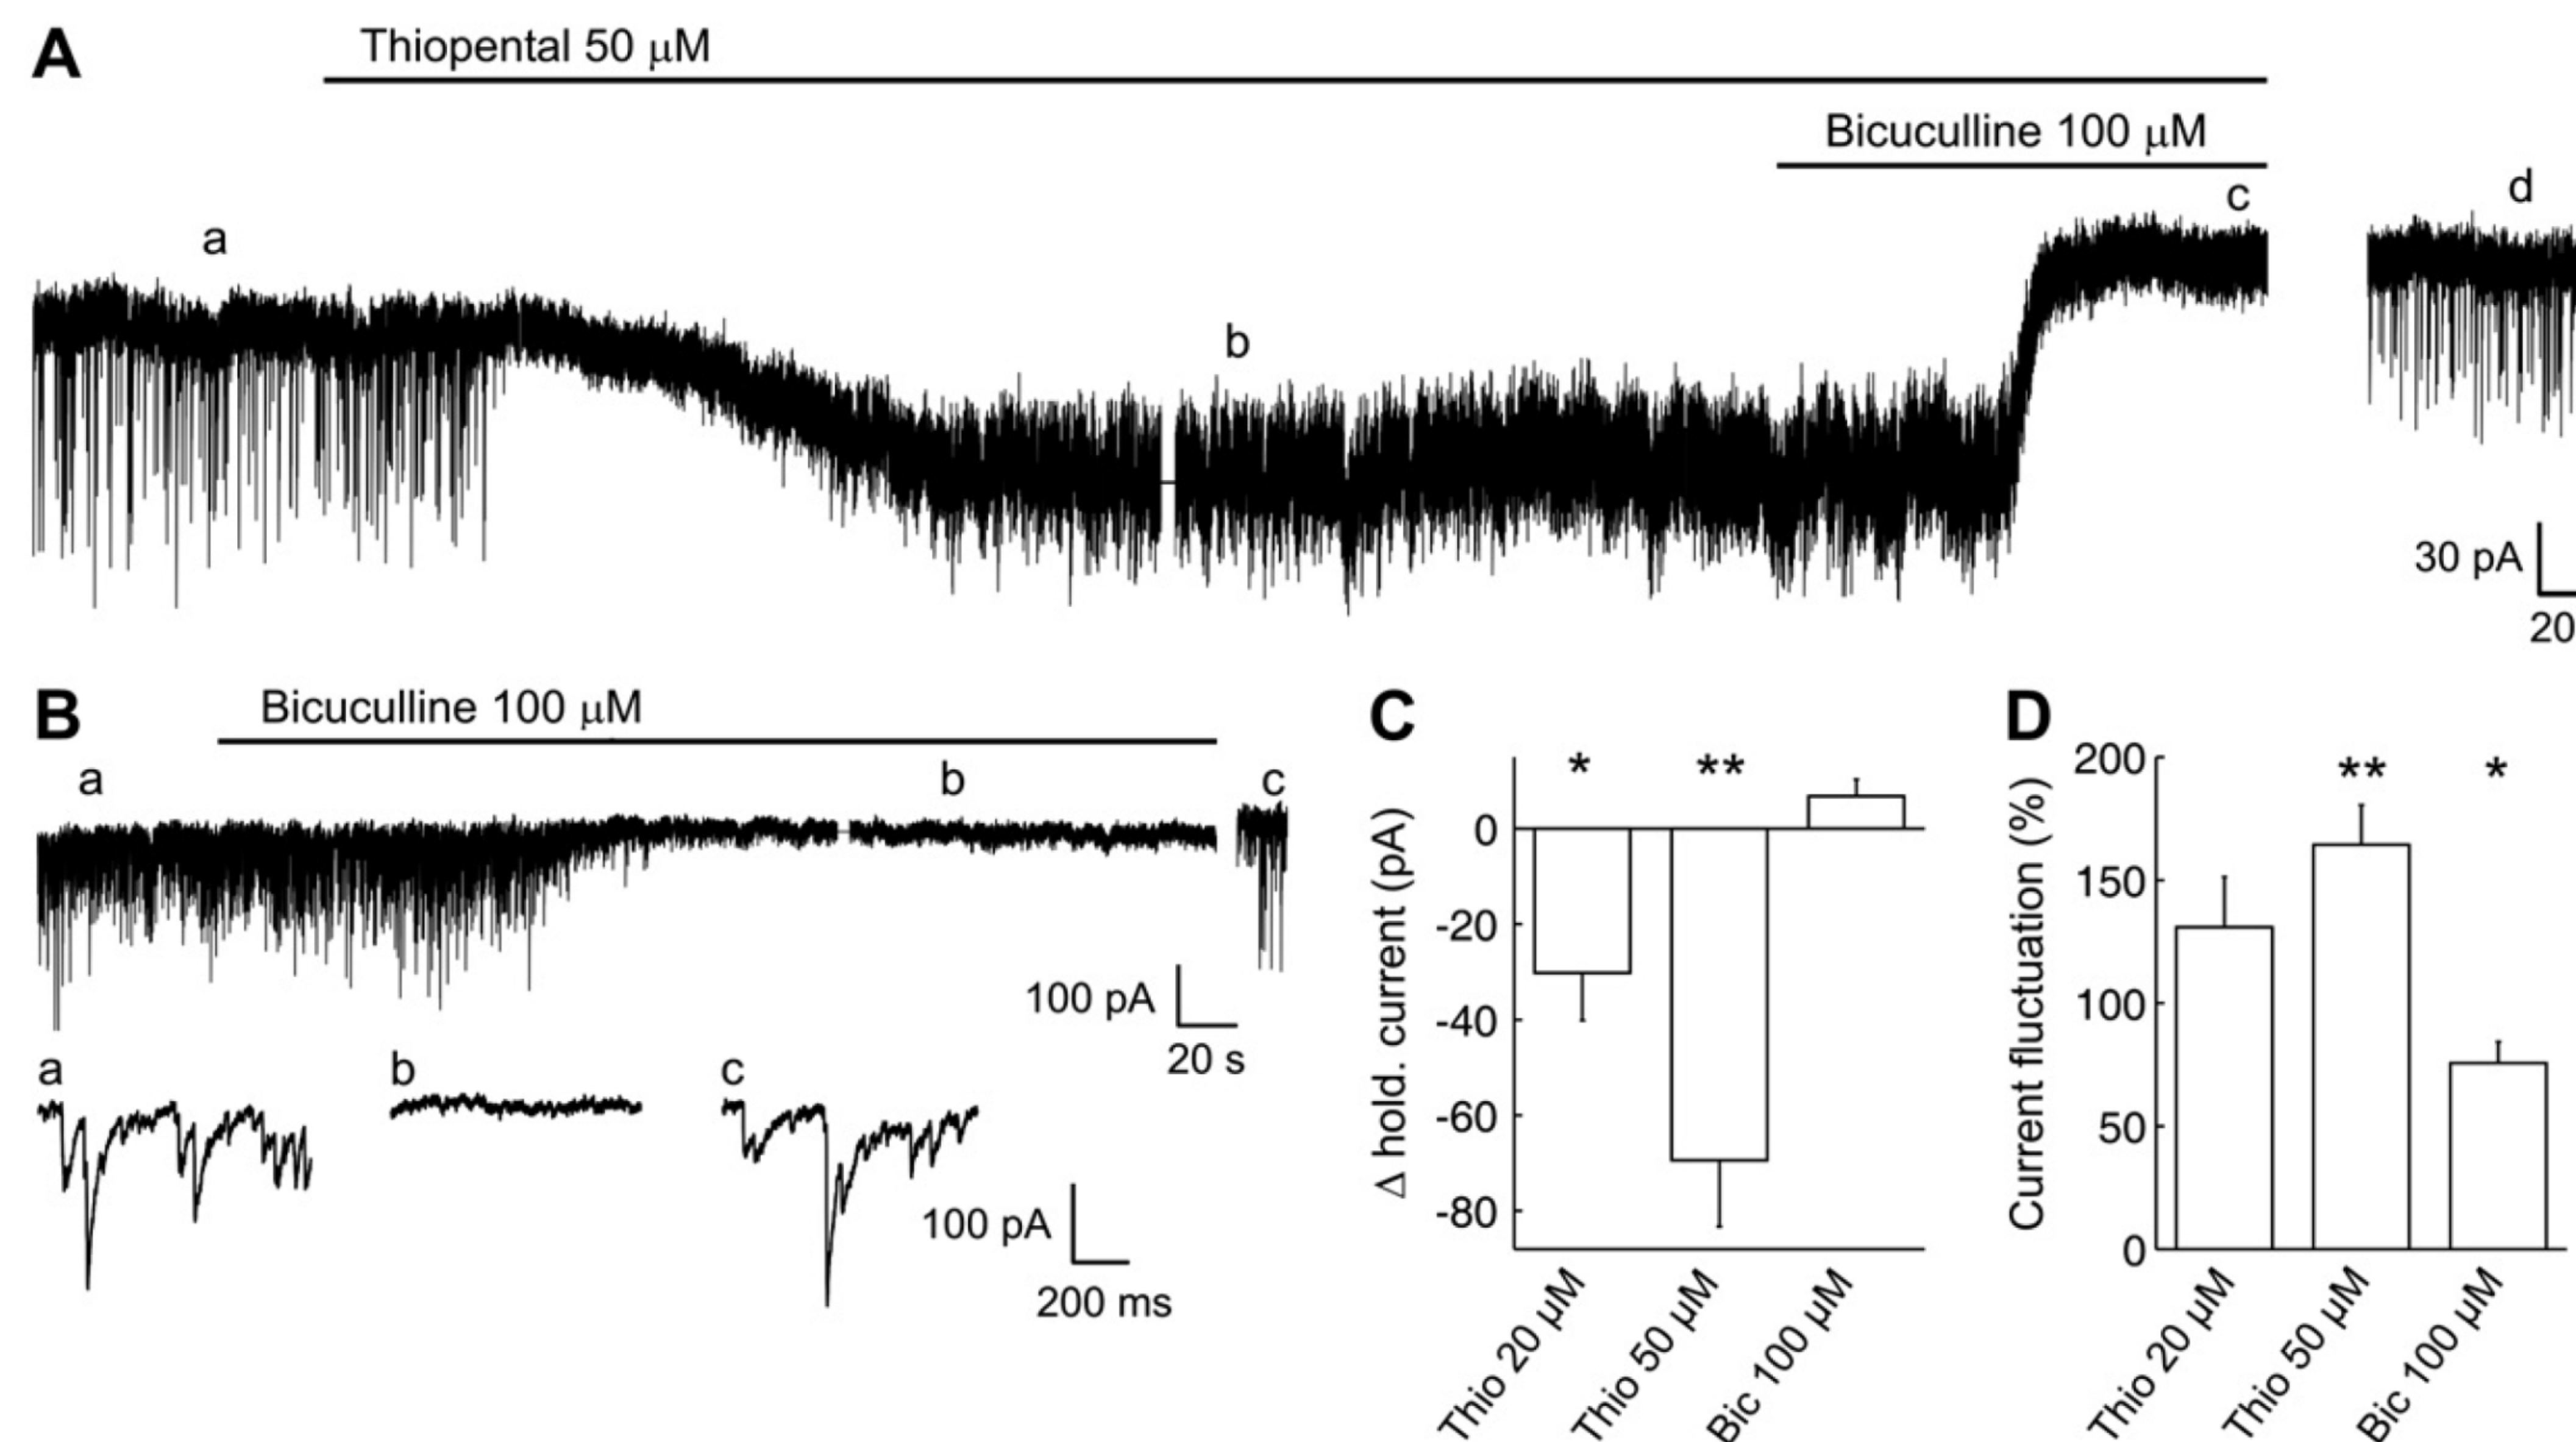 A
Thiopental 50 μM
Bicuculline 100 μM
a
b
c
d
30 pA
20
B
Bicuculline 100 μM
a
b
c
100 pA
20 s
a
b
c
100 pA
200 ms
C
* **
Δ hold. current (pA)
0
-20
-40
-60
-80
Thio 20 μM
Thio 50 μM
Bic 100 μM
D
** *
Current fluctuation (%)
200
150
100
50
0
Thio 20 μM
Thio 50 μM
Bic 100 μM